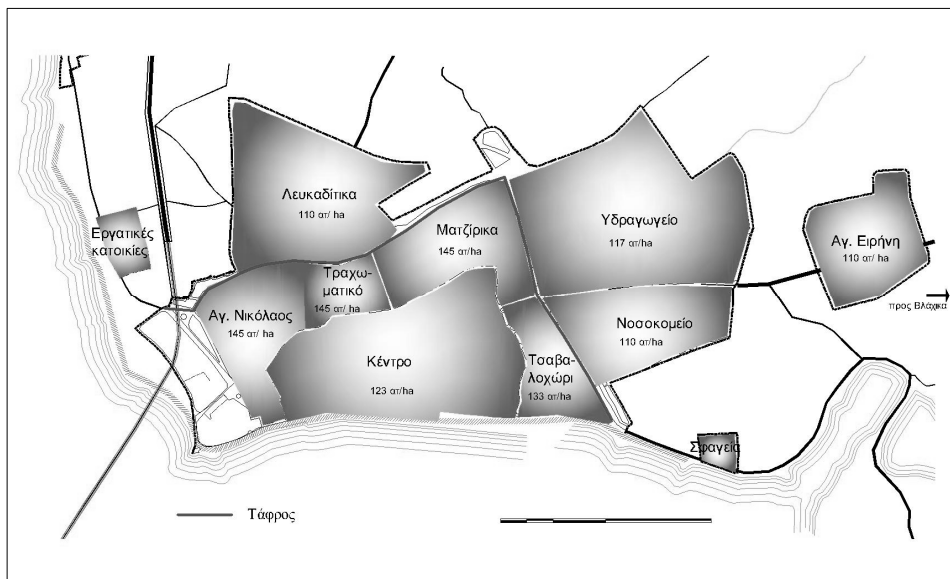 Λευκαδίτικα
110 ατ/ ha
Ματζίρικα
145 ατ/ ha
Υδραγωγείο
117 ατ/ha
Αγ. Ειρήνη
110 ατ/ha
προς Βλάχικα
Εργατικές
κατοικίες
Τραχω-
ματικό
145 ατ/ ha
Αγ. Νικόλαος
145 ατ/ ha
Κέντρο
123 ατ/ha
Τσαβα-
λοχώρι
133 ατ/ha
Νοσοκομείο
110 ατ/ha
Σφαγεία
Τάφρος